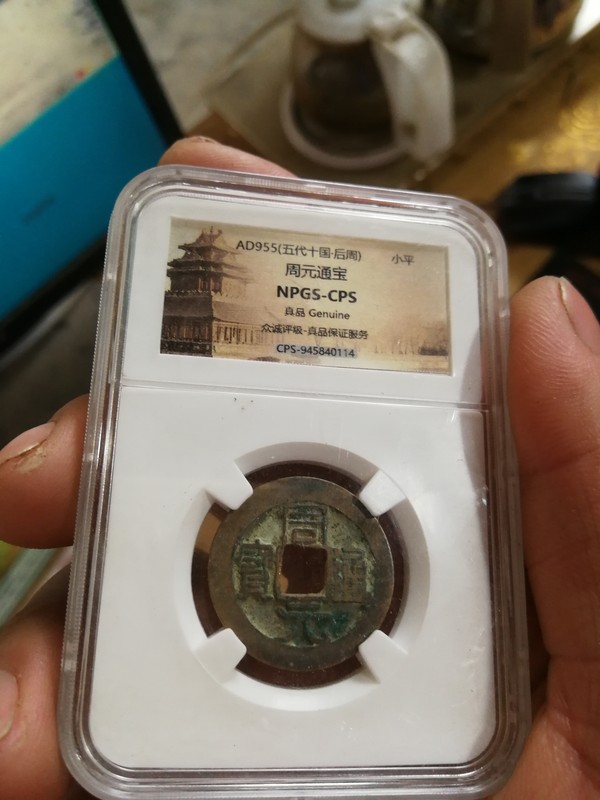 AD955(五代十国·后周)
小平
周元通宝
NPGS-CPS
真品 Genuine
众诚评级-真品保证服务
CPS-945840114
周
寳 通
元